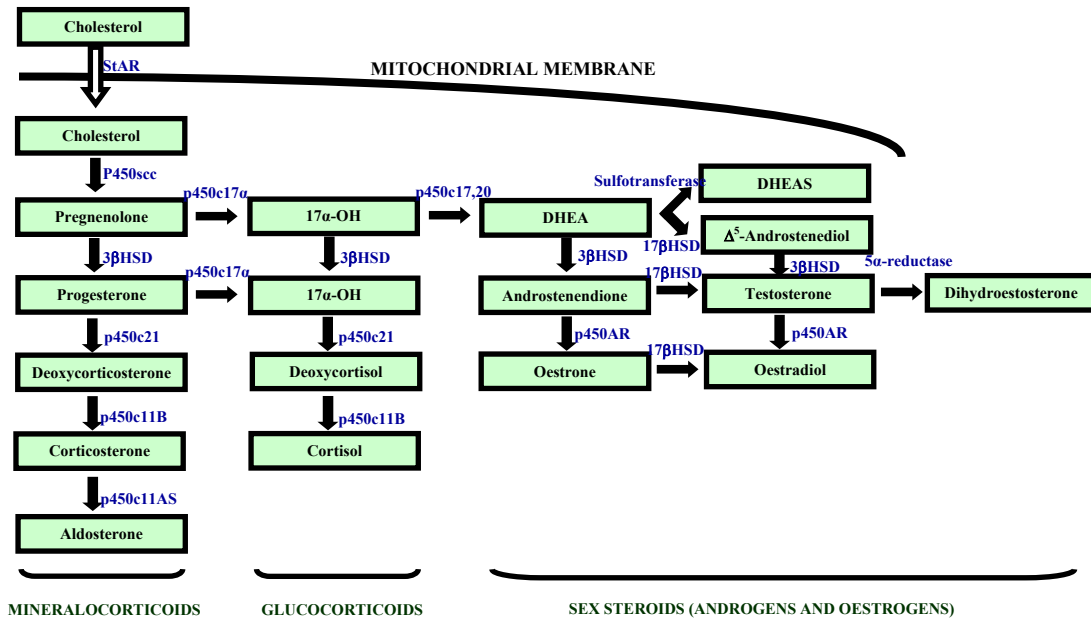 Cholesterol
StAR
MITOCHONDRIAL MEMBRANE
Cholesterol
P450scc
p450c17α
p450c17,20
Sulfotransferase
DHEAS
Pregnenolone
17α-OH
DHEA
Δ⁵-Androstenediol
3βHSD
3βHSD
3βHSD
17βHSD
3βHSD
p450c17α
17βHSD
5α-reductase
Progesterone
17α-OH
Androstenendione
Testosterone
Dihydroestosterone
p450c21
p450c21
p450AR
p450AR
17βHSD
Deoxycorticosterone
Deoxycortisol
Oestrone
Oestradiol
p450c11B
p450c11B
Corticosterone
Cortisol
p450c11AS
Aldosterone
MINERALOCORTICOIDS
GLUCOCORTICOIDS
SEX STEROIDS (ANDROGENS AND OESTROGENS)